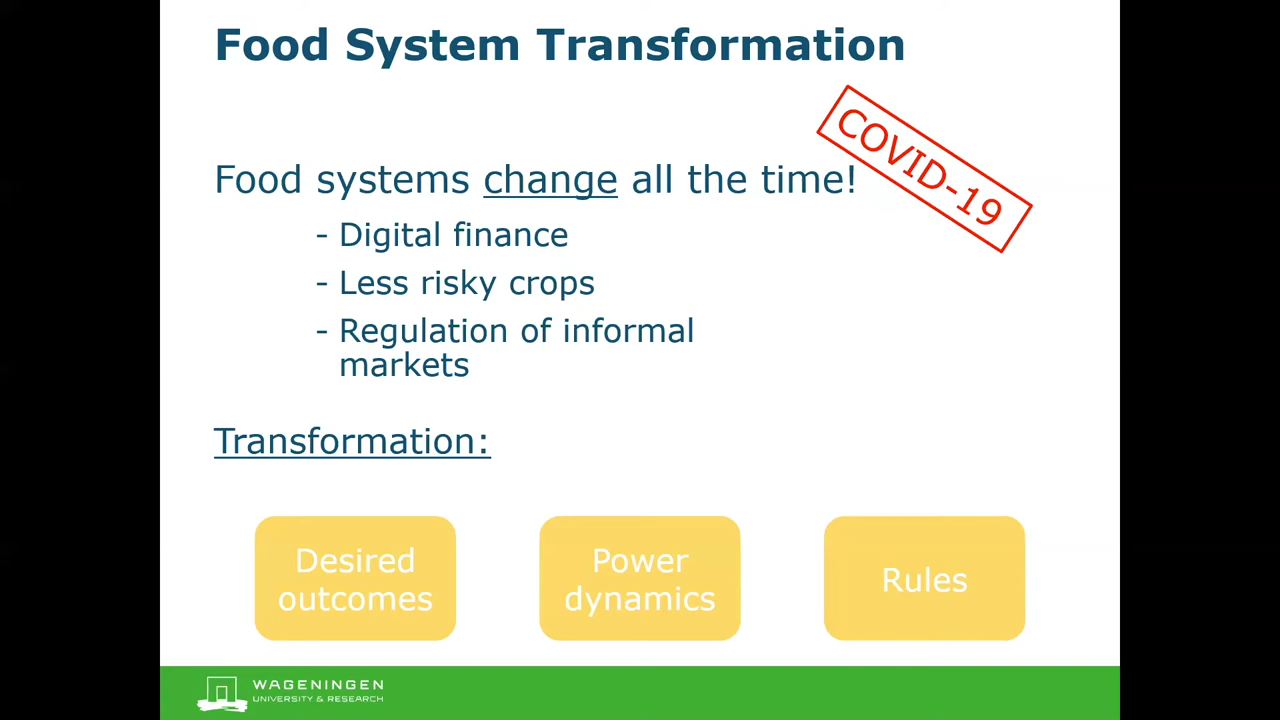 Food System Transformation
COVID-19
Food systems change all the time!
- Digital finance
- Less risky crops
- Regulation of informal
markets
Transformation:
Desired
outcomes
Power
dynamics
Rules
WAGENINGEN
UNIVERSITY & RESEARCH